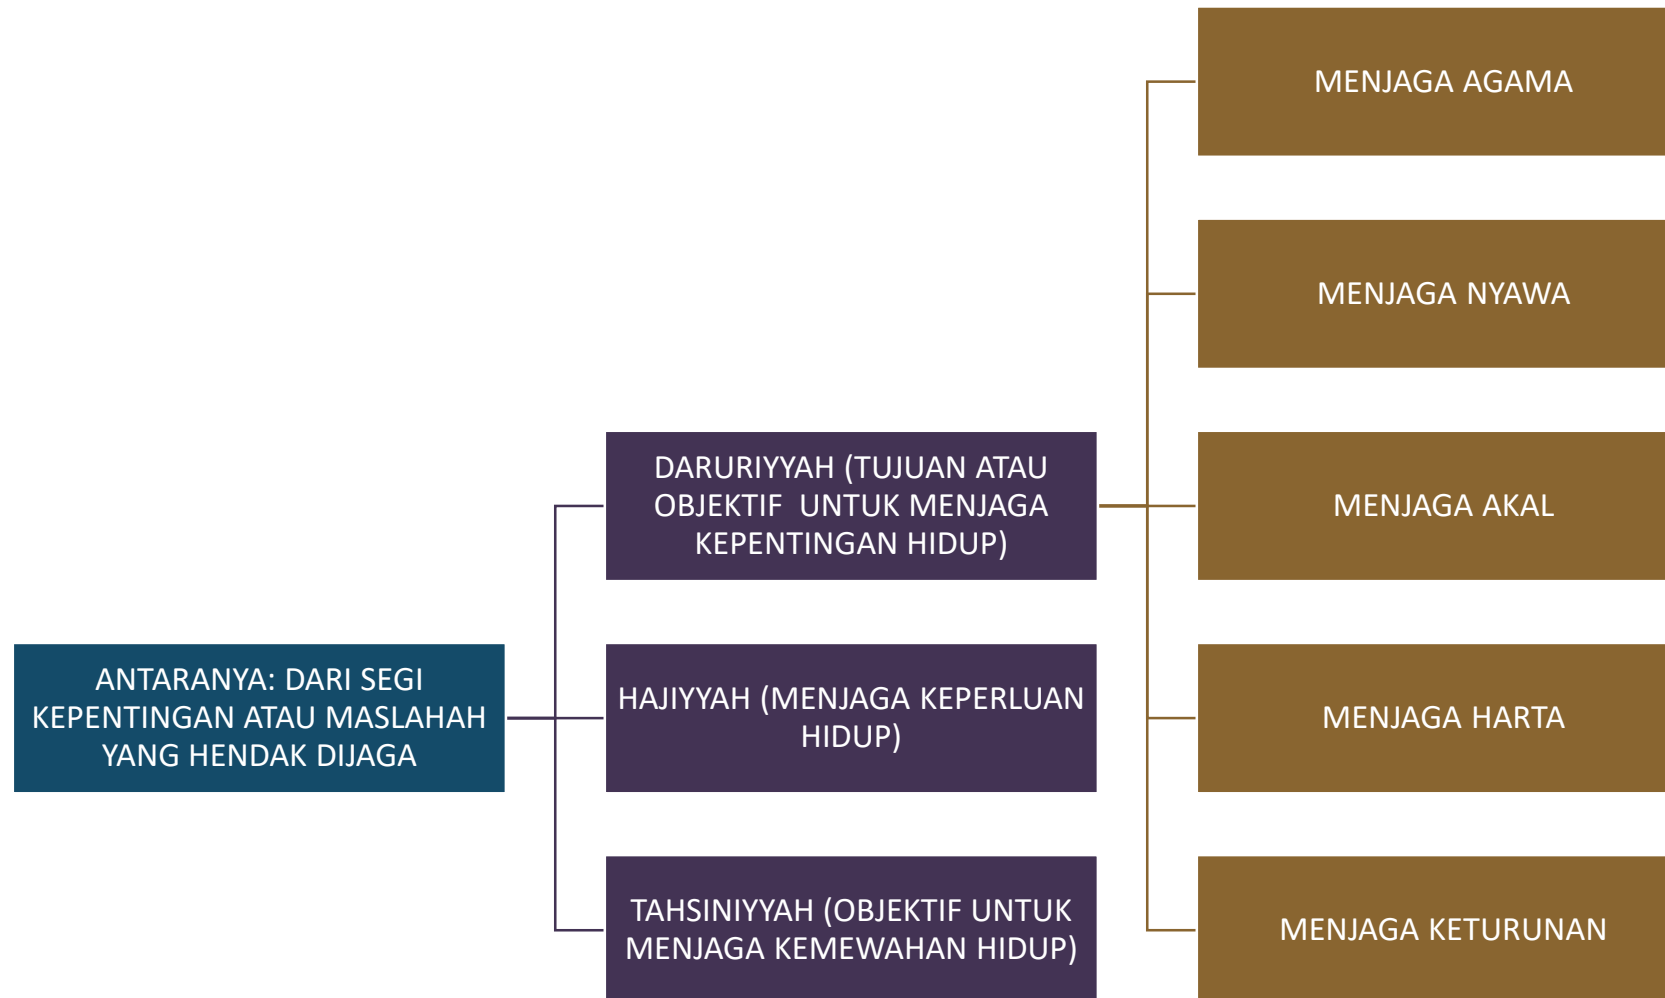 ANTARANYA: DARI SEGI
KEPENTINGAN ATAU MASLAHAH
YANG HENDAK DIJAGA
DARURIYYAH (TUJUAN ATAU
OBJEKTIF  UNTUK MENJAGA
KEPENTINGAN HIDUP)
MENJAGA AGAMA
MENJAGA NYAWA
MENJAGA AKAL
MENJAGA HARTA
MENJAGA KETURUNAN
HAJIYYAH (MENJAGA KEPERLUAN
HIDUP)
TAHSINIYYAH (OBJEKTIF UNTUK
MENJAGA KEMEWAHAN HIDUP)